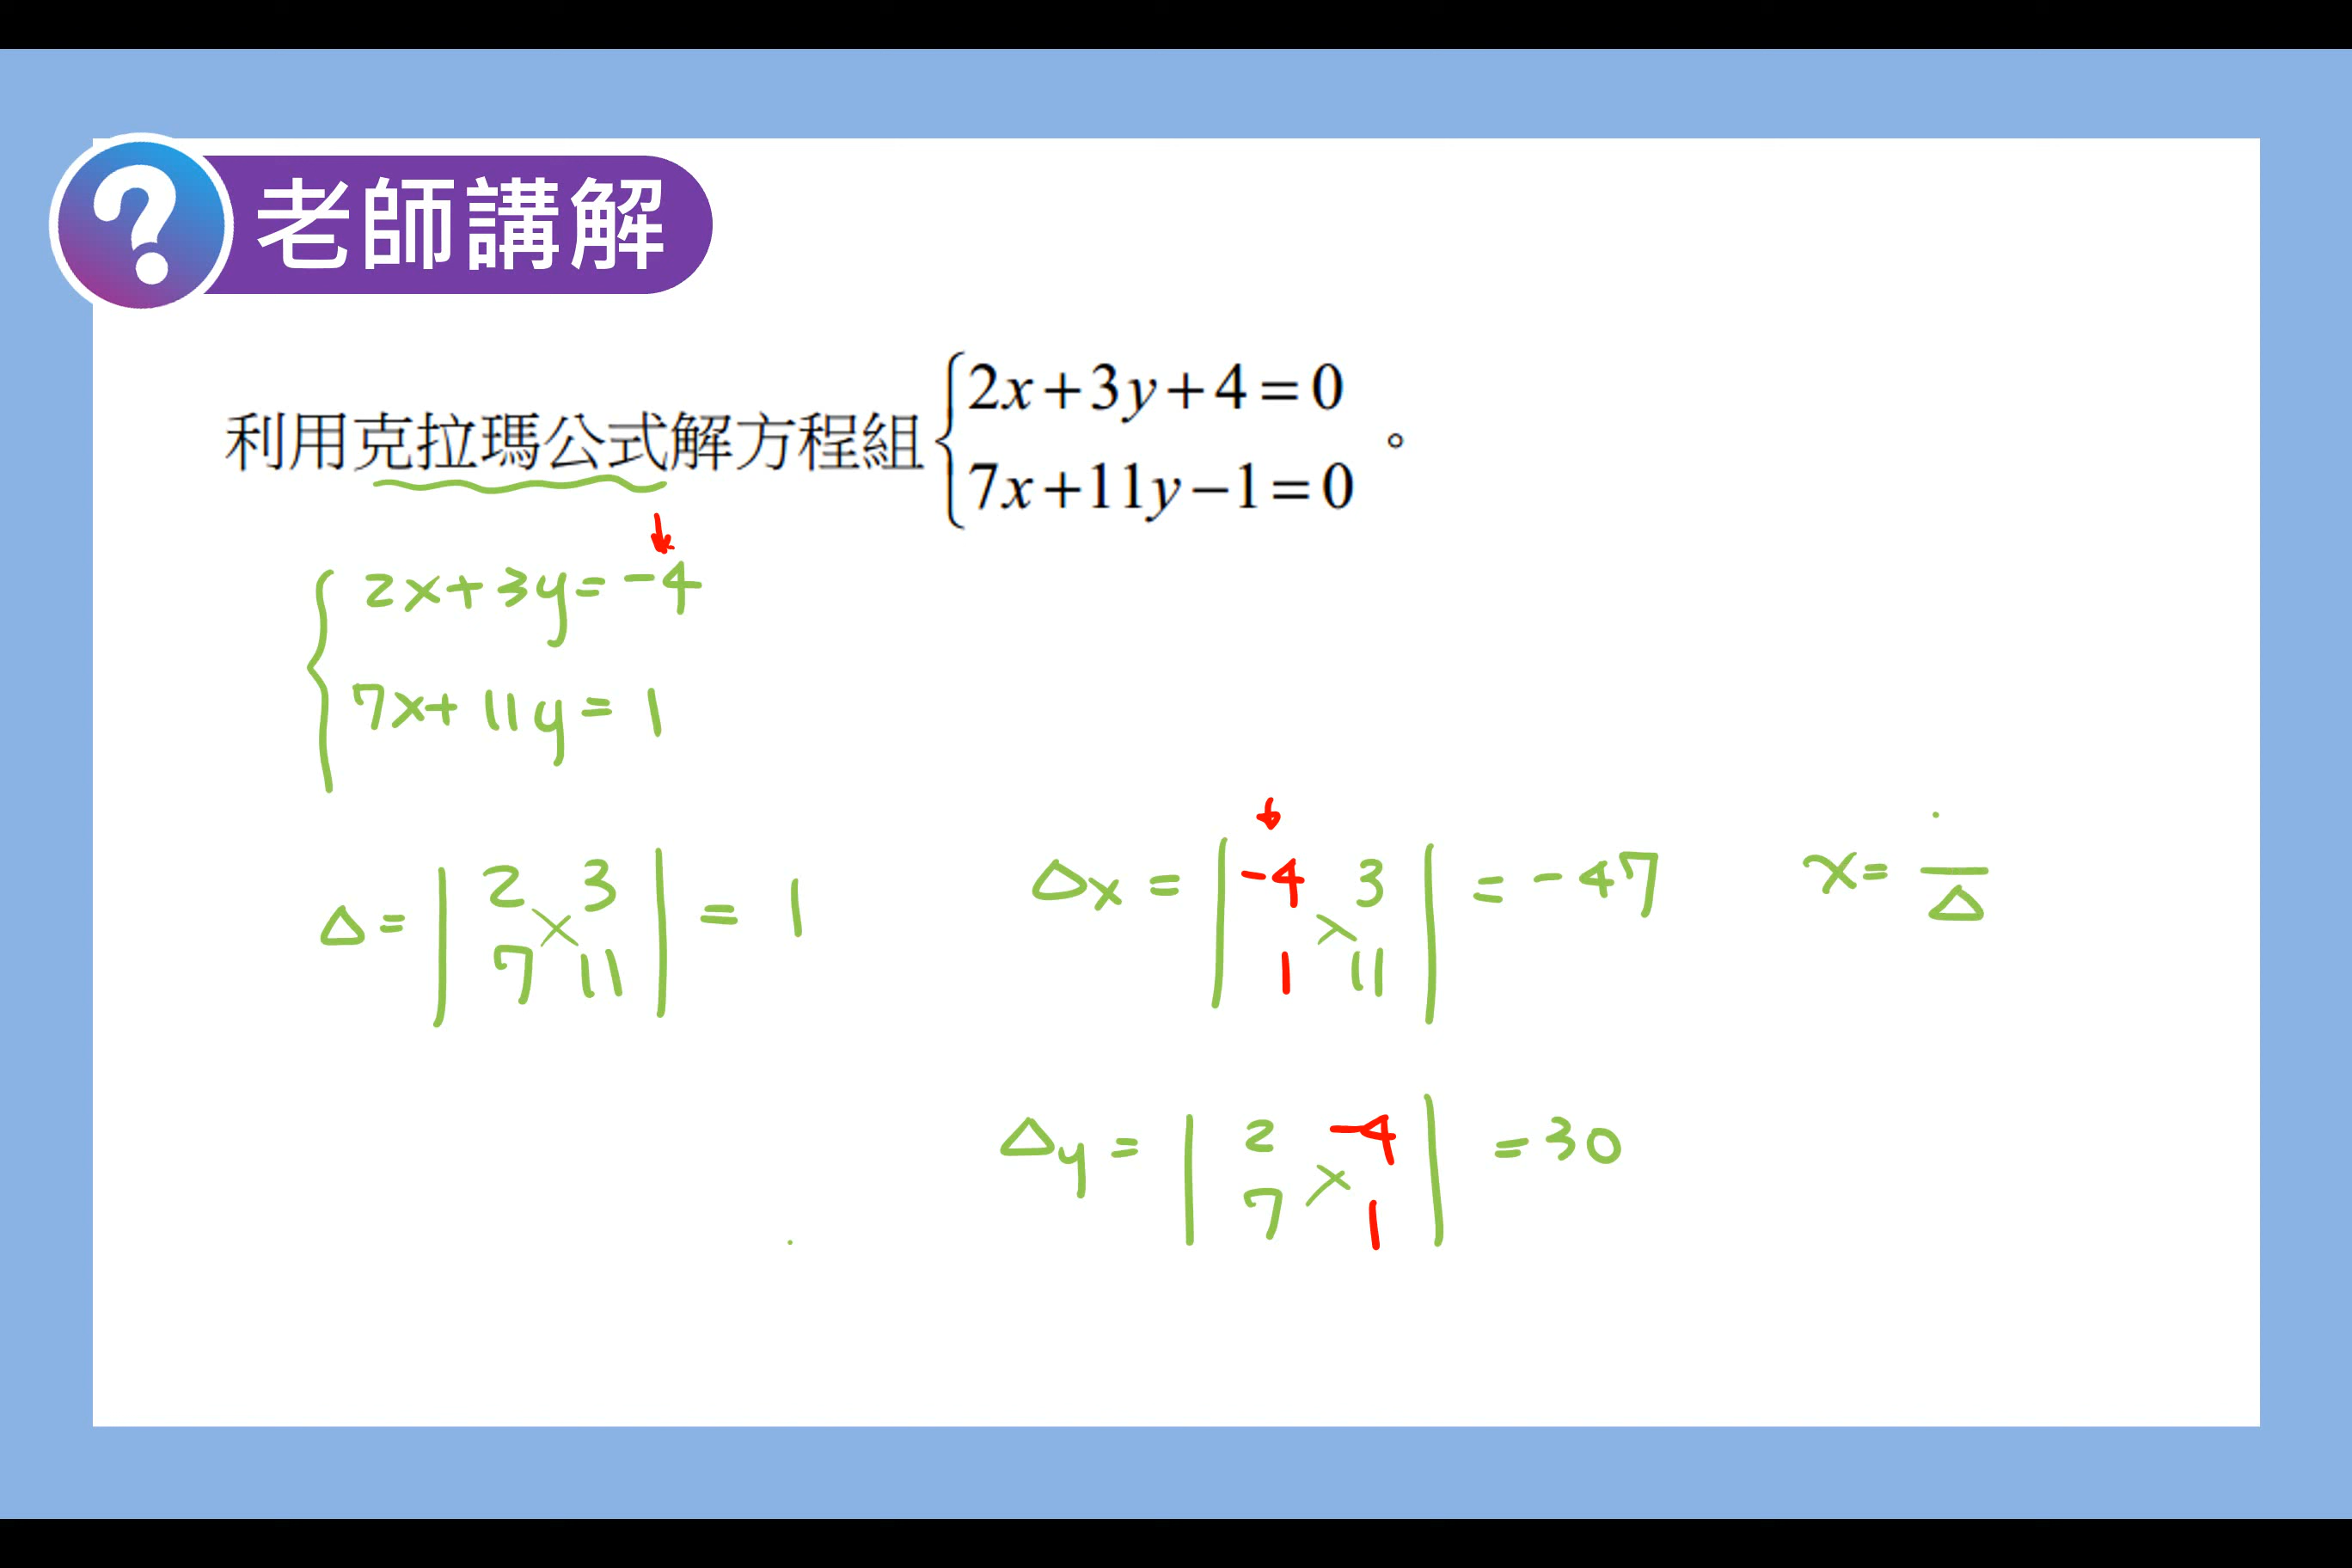 老師講解
利用克拉瑪公式解方程組 { 2x+3y+4=0
7x+11y−1=0 。
2x+3y=−4
7x+11y=1
Δ= | 2 3 | = 1
7 11
Δx = | −4 3 | = −47
1 11
x= /Δ
Δy = | 2 −4 | =30
7 1